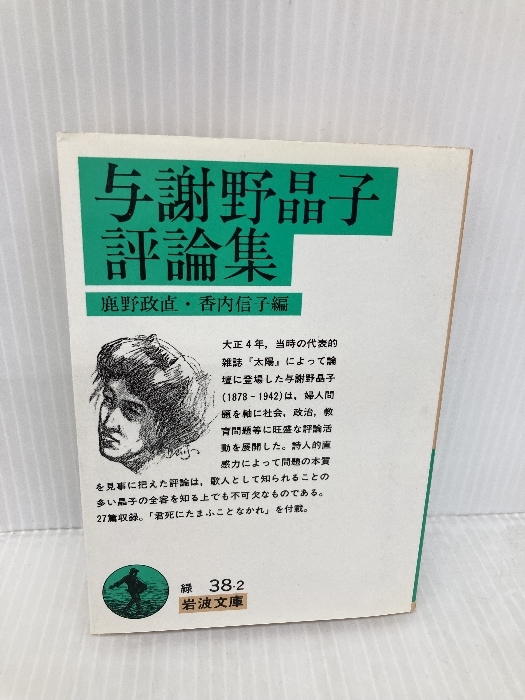 与謝野晶子
評論集
鹿野政直・香内信子編
大正4年，当時の代表的
雑誌『太陽』によって論
壇に登場した与謝野晶子
(1878－1942)は，婦人問
題を軸に社会，政治，教
育問題等に旺盛な評論活
動を展開した．詩人的直
感力によって問題の本質
を見事に把えた評論は，歌人として知られることの
多い晶子の全容を知る上でも不可欠なものである．
27篇収録．「君死にたまふことなかれ」を付載．
緑 38-2
岩波文庫